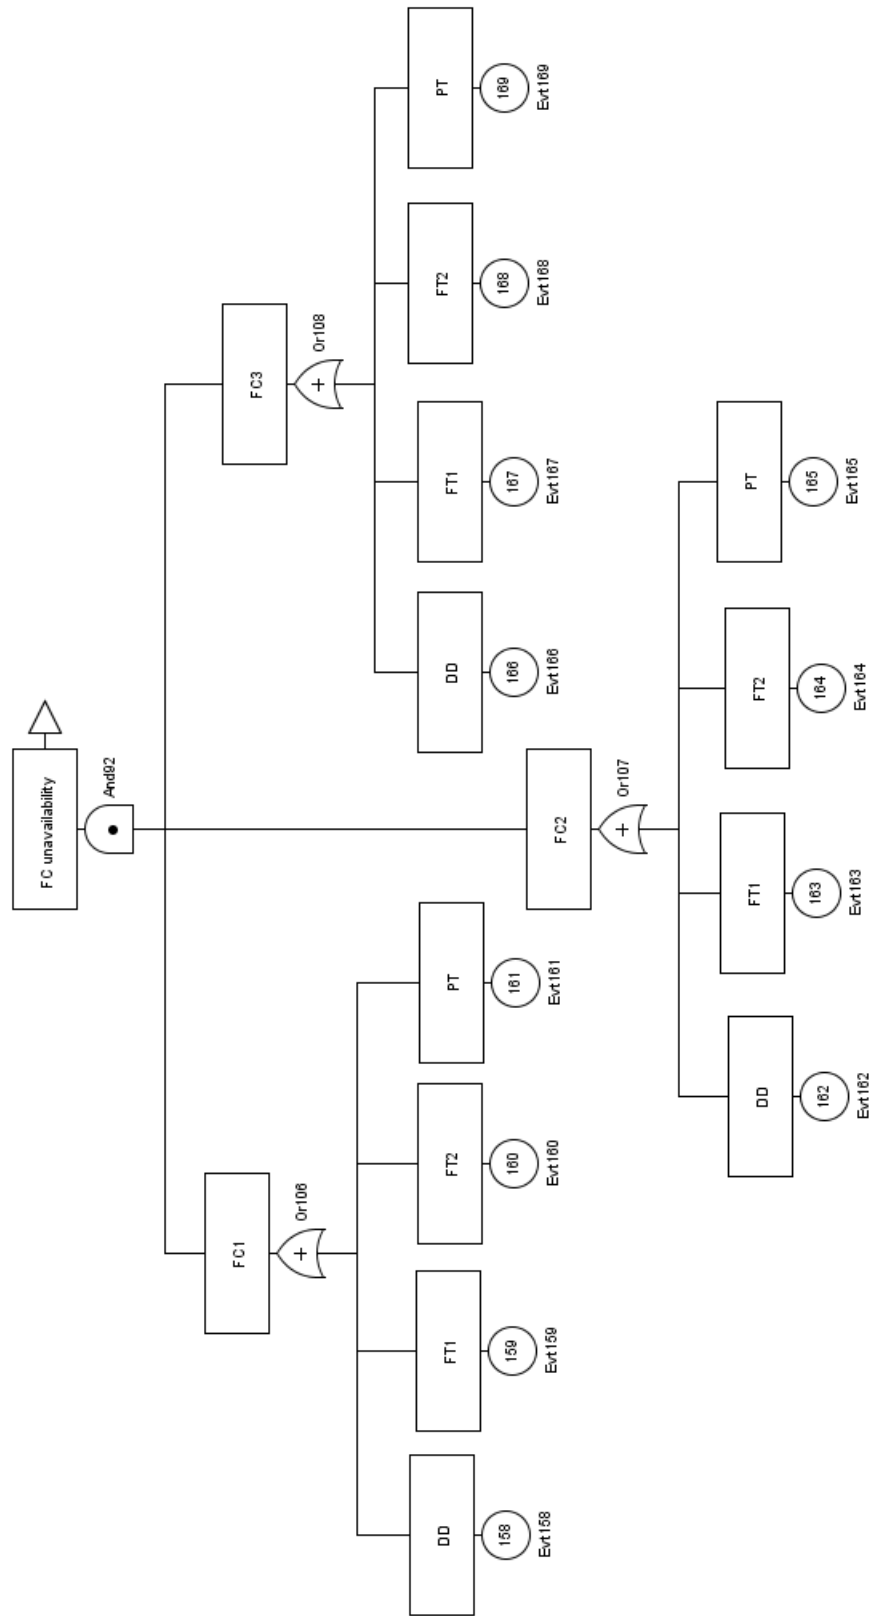 FC unavailability
And92
FC1
Or106
DD
158
Evt158
FT1
159
Evt159
FT2
160
Evt160
PT
161
Evt161
FC2
Or107
DD
162
Evt162
FT1
163
Evt163
FT2
164
Evt164
PT
165
Evt165
FC3
Or108
DD
166
Evt166
FT1
167
Evt167
FT2
168
Evt168
PT
169
Evt169